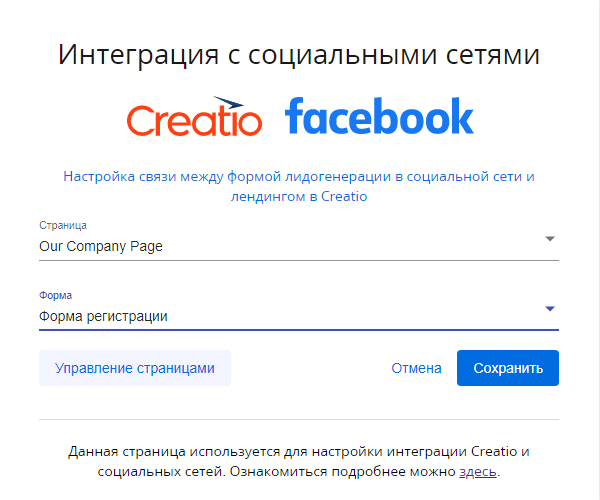 Интеграция с социальными сетями
Creatio facebook
Настройка связи между формой лидогенерации в социальной сети и
лендингом в Creatio
Страница
Our Company Page
Форма
Форма регистрации
Управление страницами Отмена Сохранить
Данная страница используется для настройки интеграции Creatio и
социальных сетей. Ознакомиться подробнее можно здесь.